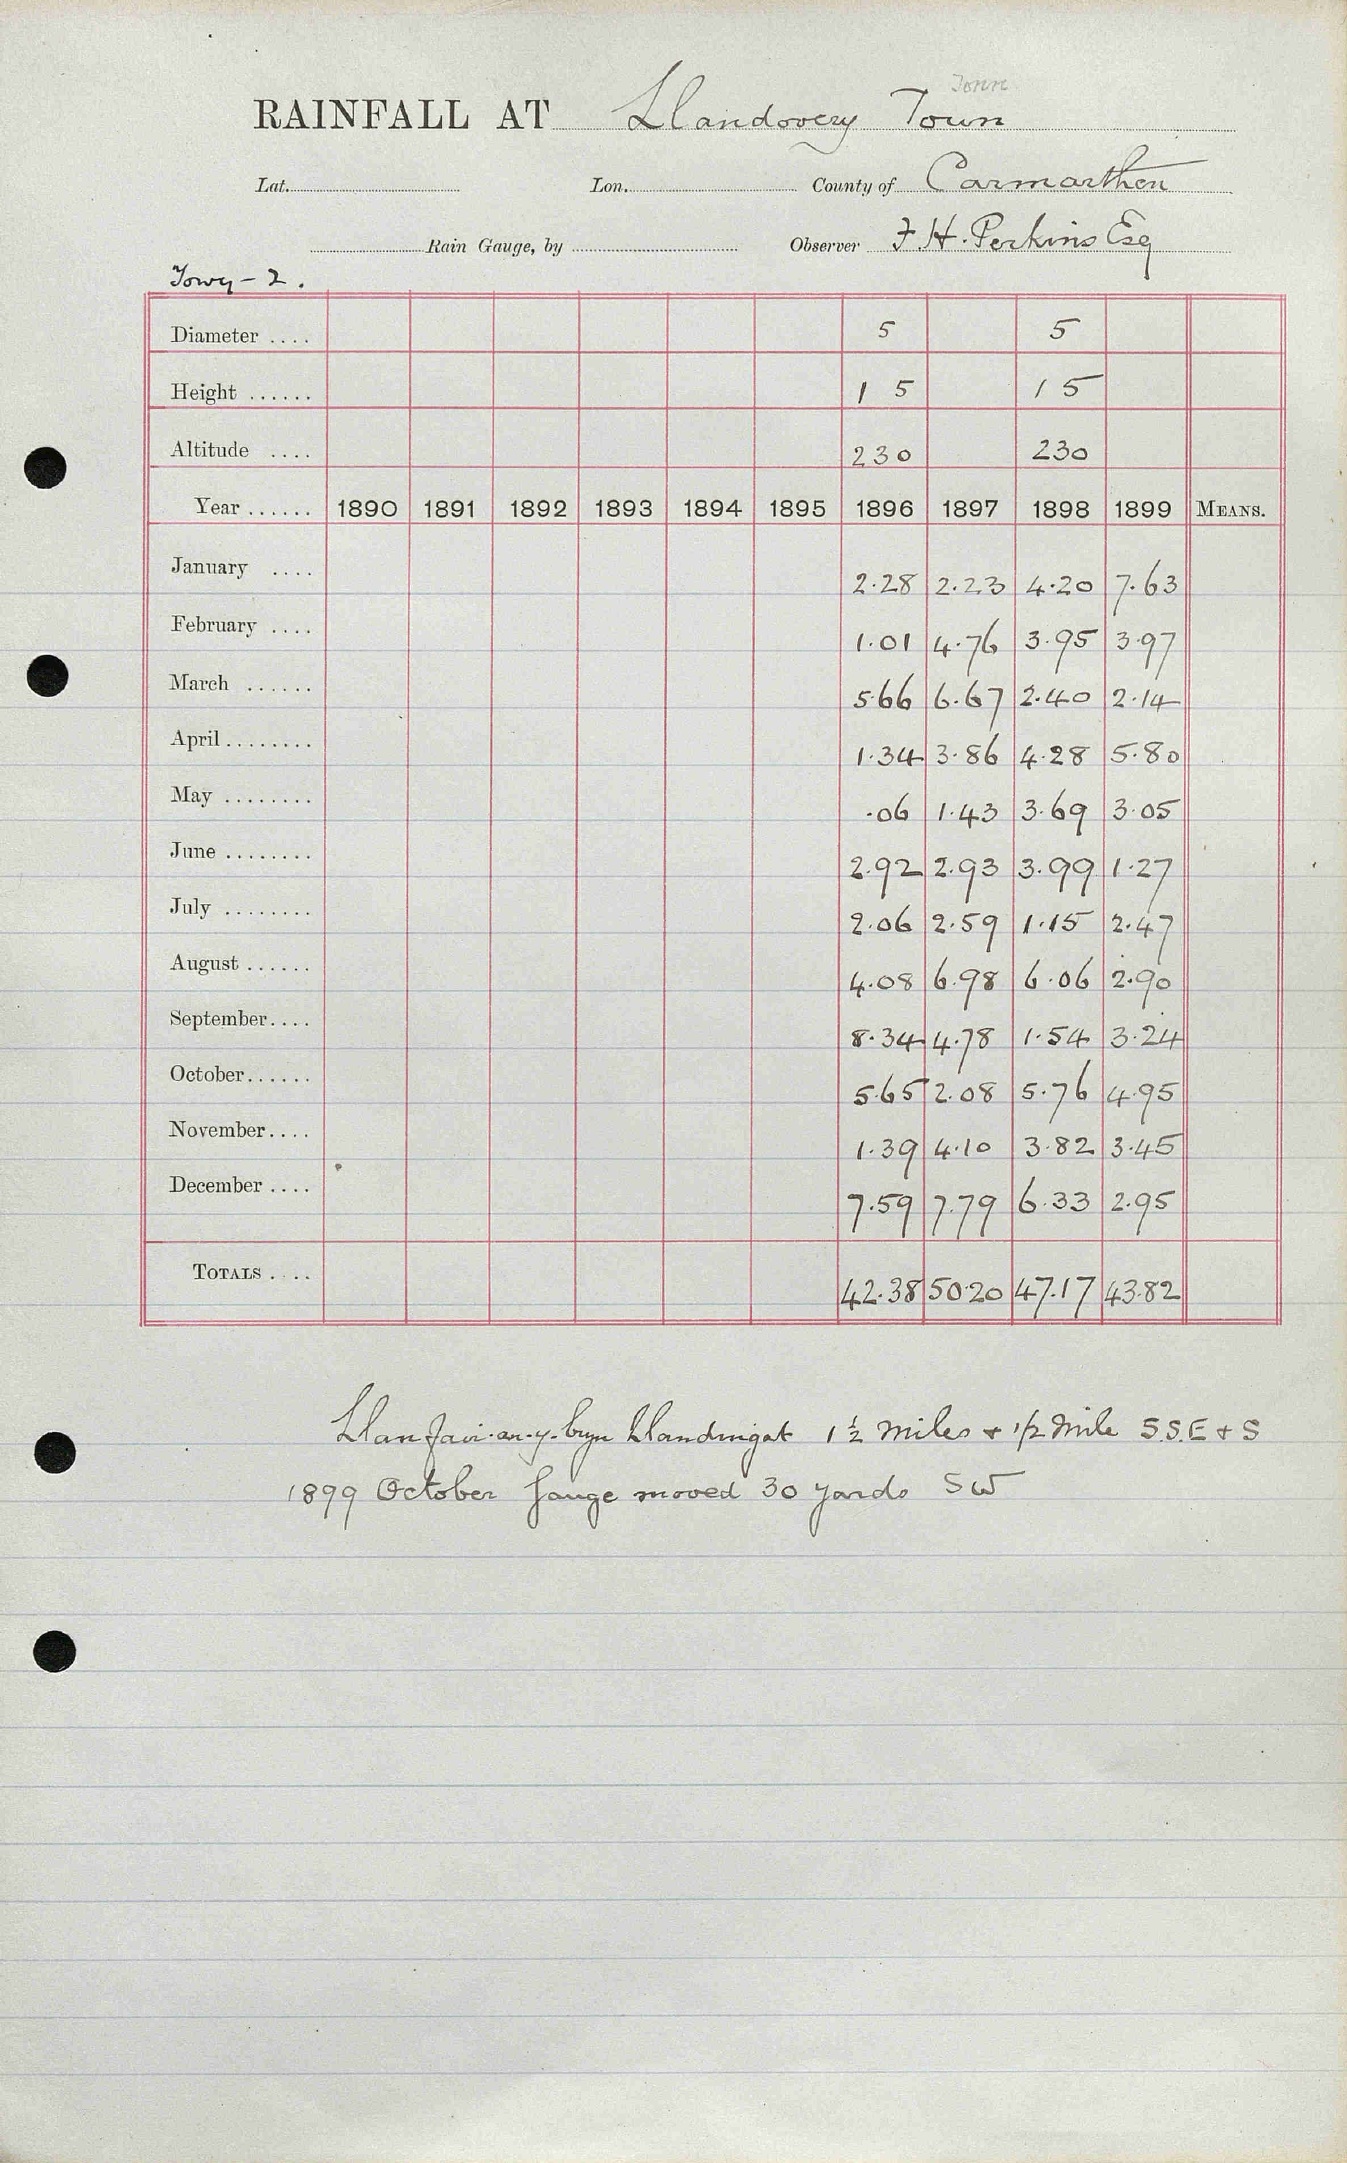 Tonn
RAINFALL AT Llandovery Town
Lat. Lon. County of Carmarthen
Rain Gauge, by Observer F H. Perkins Esq
Towy - 2.
Diameter .... 5 5
Height ...... 1 5 1 5
Altitude .... 230 230
Year ...... 1890 1891 1892 1893 1894 1895 1896 1897 1898 1899 MEANS.
January .... 2.28 2.23 4.20 7.63
February .... 1.01 4.76 3.95 3.97
March ...... 5.66 6.67 2.40 2.14
April ........ 1.34 3.86 4.28 5.80
May ........ .06 1.43 3.69 3.05
June ........ 2.92 2.93 3.99 1.27
July ........ 2.06 2.59 1.15 2.47
August ...... 4.08 6.98 6.06 2.90
September.... 8.34 4.78 1.54 3.24
October...... 5.65 2.08 5.76 4.95
November.... 1.39 4.10 3.82 3.45
December .... 7.59 7.79 6.33 2.95
TOTALS .... 42.38 50.20 47.17 43.82
Llanfair-ar-y-bryn Llandingat 1 1/2 miles + 1/2 mile S.S.E + S
1899 October gauge moved 30 yards SW